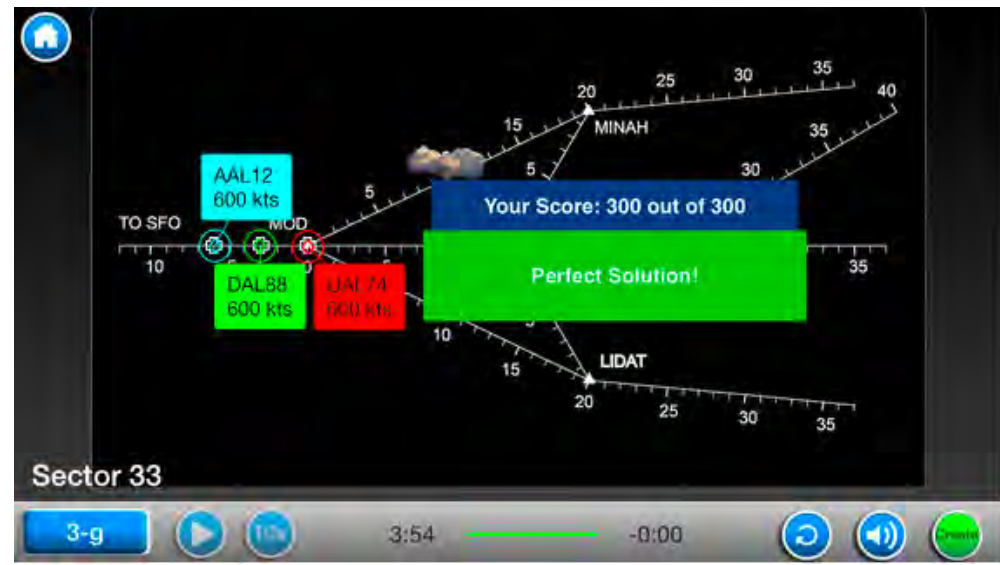 35
30
25
20
40
15
MINAH
35
5
30
AAL12
600 kts
5
Your Score: 300 out of 300
TO SFO
MOD
10
35
Perfect Solution!
DAL88
600 kts
UAL74
600 kts
10
15
LIDAT
20
25
30
35
Sector 33
3-g
3:54
-0:00
Create